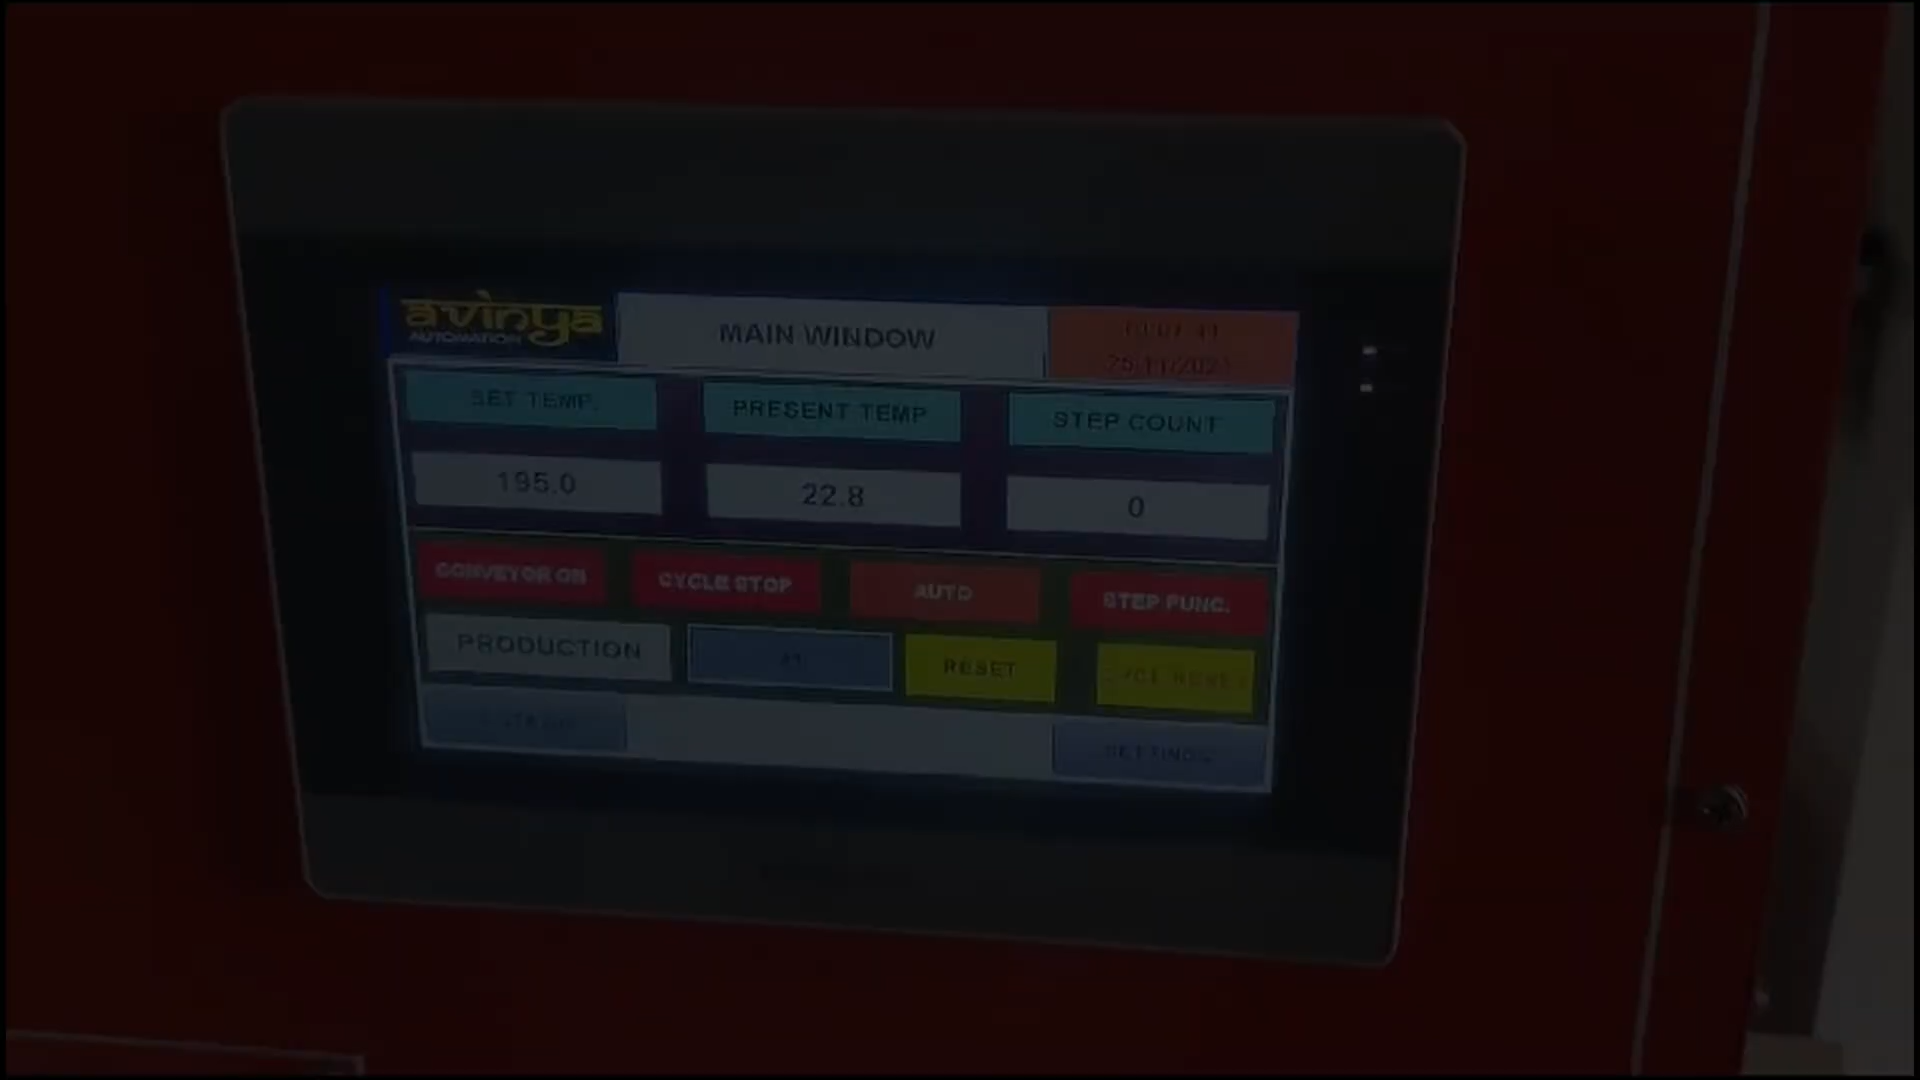 avinya
AUTOMATION
MAIN WINDOW
SET TEMP.
PRESENT TEMP
STEP COUNT
195.0
22.8
0
CONVEYOR ON
CYCLE STOP
AUTO
STEP FUNC.
PRODUCTION
RESET
SETTINGS